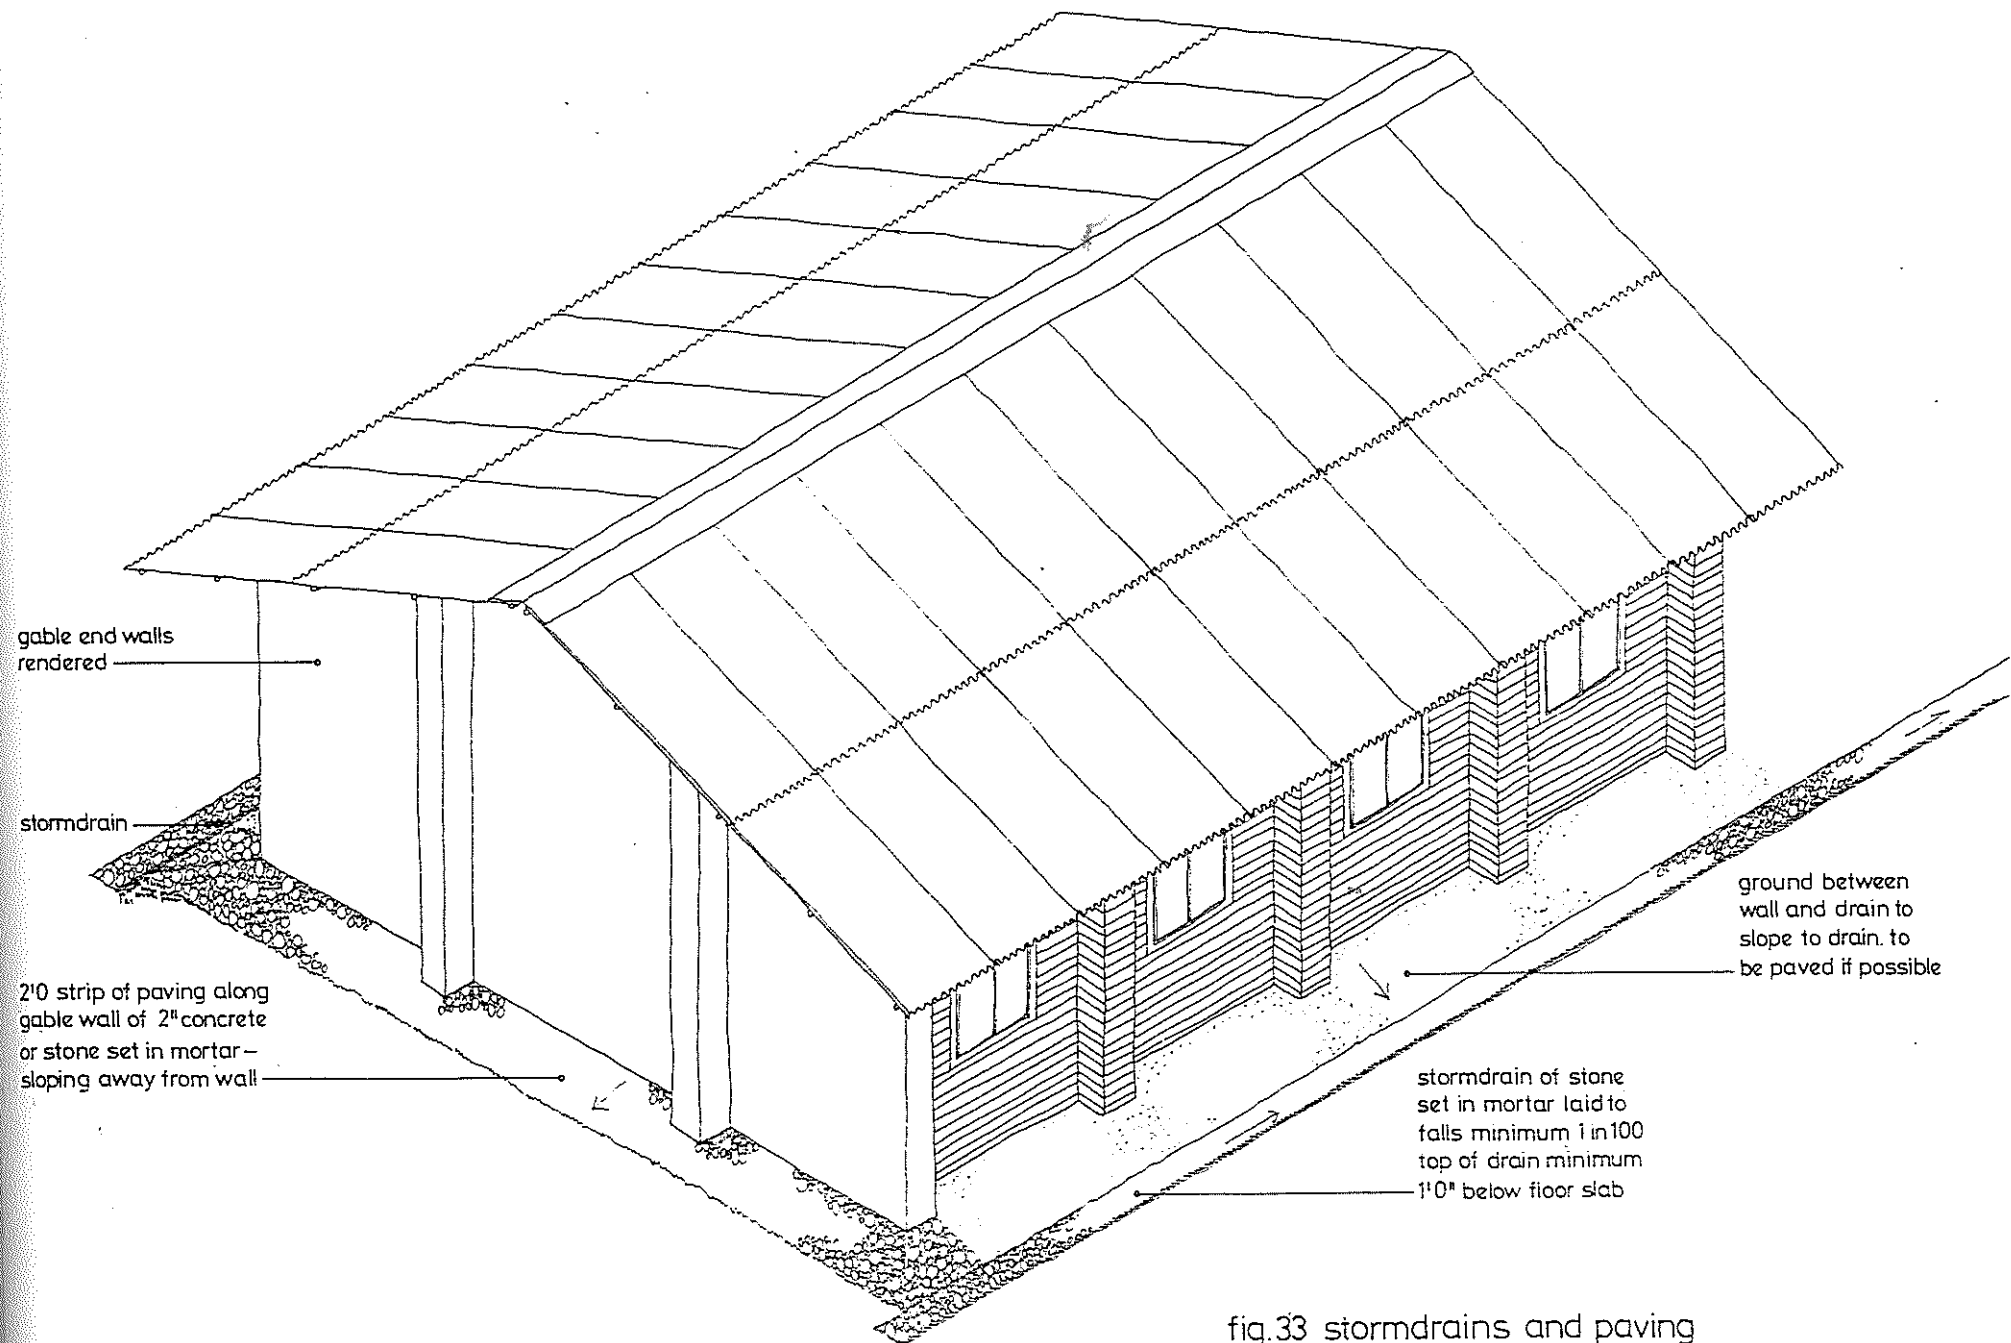 gable end walls
rendered
stormdrain
2'0 strip of paving along
gable wall of 2" concrete
or stone set in mortar –
sloping away from wall
ground between
wall and drain to
slope to drain. to
be paved if possible
stormdrain of stone
set in mortar laid to
falls minimum 1 in 100
top of drain minimum
1'0" below floor slab
fig.33 stormdrains and paving